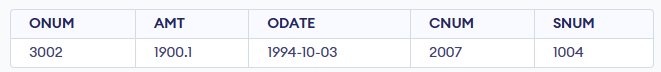 ONUM AMT ODATE CNUM SNUM
3002 1900.1 1994-10-03 2007 1004